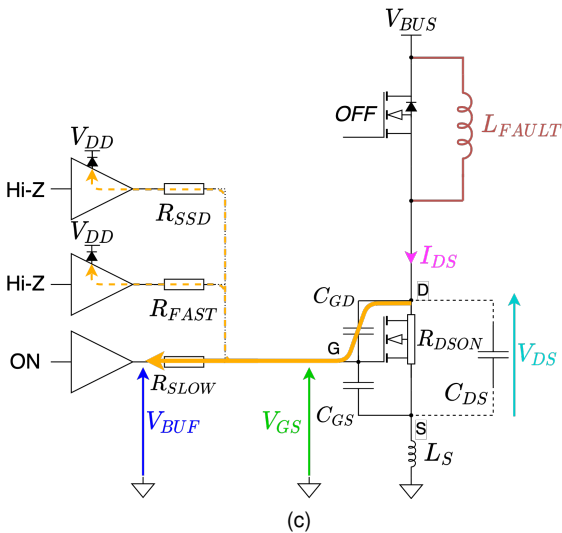 V_BUS
OFF
L_FAULT
V_DD
Hi-Z
R_SSD
V_DD
I_DS
Hi-Z
D
C_GD
R_FAST
G
R_DSON
V_DS
ON
R_SLOW
C_DS
V_BUF
V_GS
C_GS
S
L_S
(c)